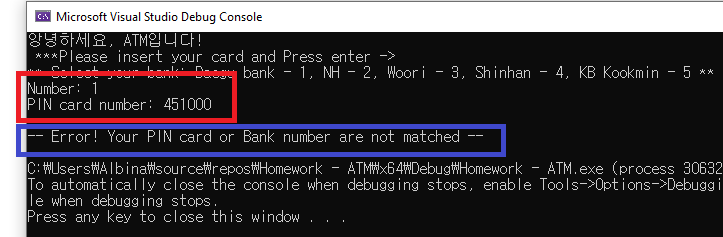 Microsoft Visual Studio Debug Console
안녕하세요, ATM입니다!
***Please insert your card and Press enter ->
** Select your bank: Daegu bank - 1, NH - 2, Woori - 3, Shinhan - 4, KB Kookmin - 5 **
Number: 1
PIN card number: 451000
-- Error! Your PIN card or Bank number are not matched --
C:₩Users₩Albina₩source₩repos₩Homework - ATM₩x64₩Debug₩Homework - ATM.exe (process 30632
To automatically close the console when debugging stops, enable Tools->Options->Debuggi
le when debugging stops.
Press any key to close this window . . .